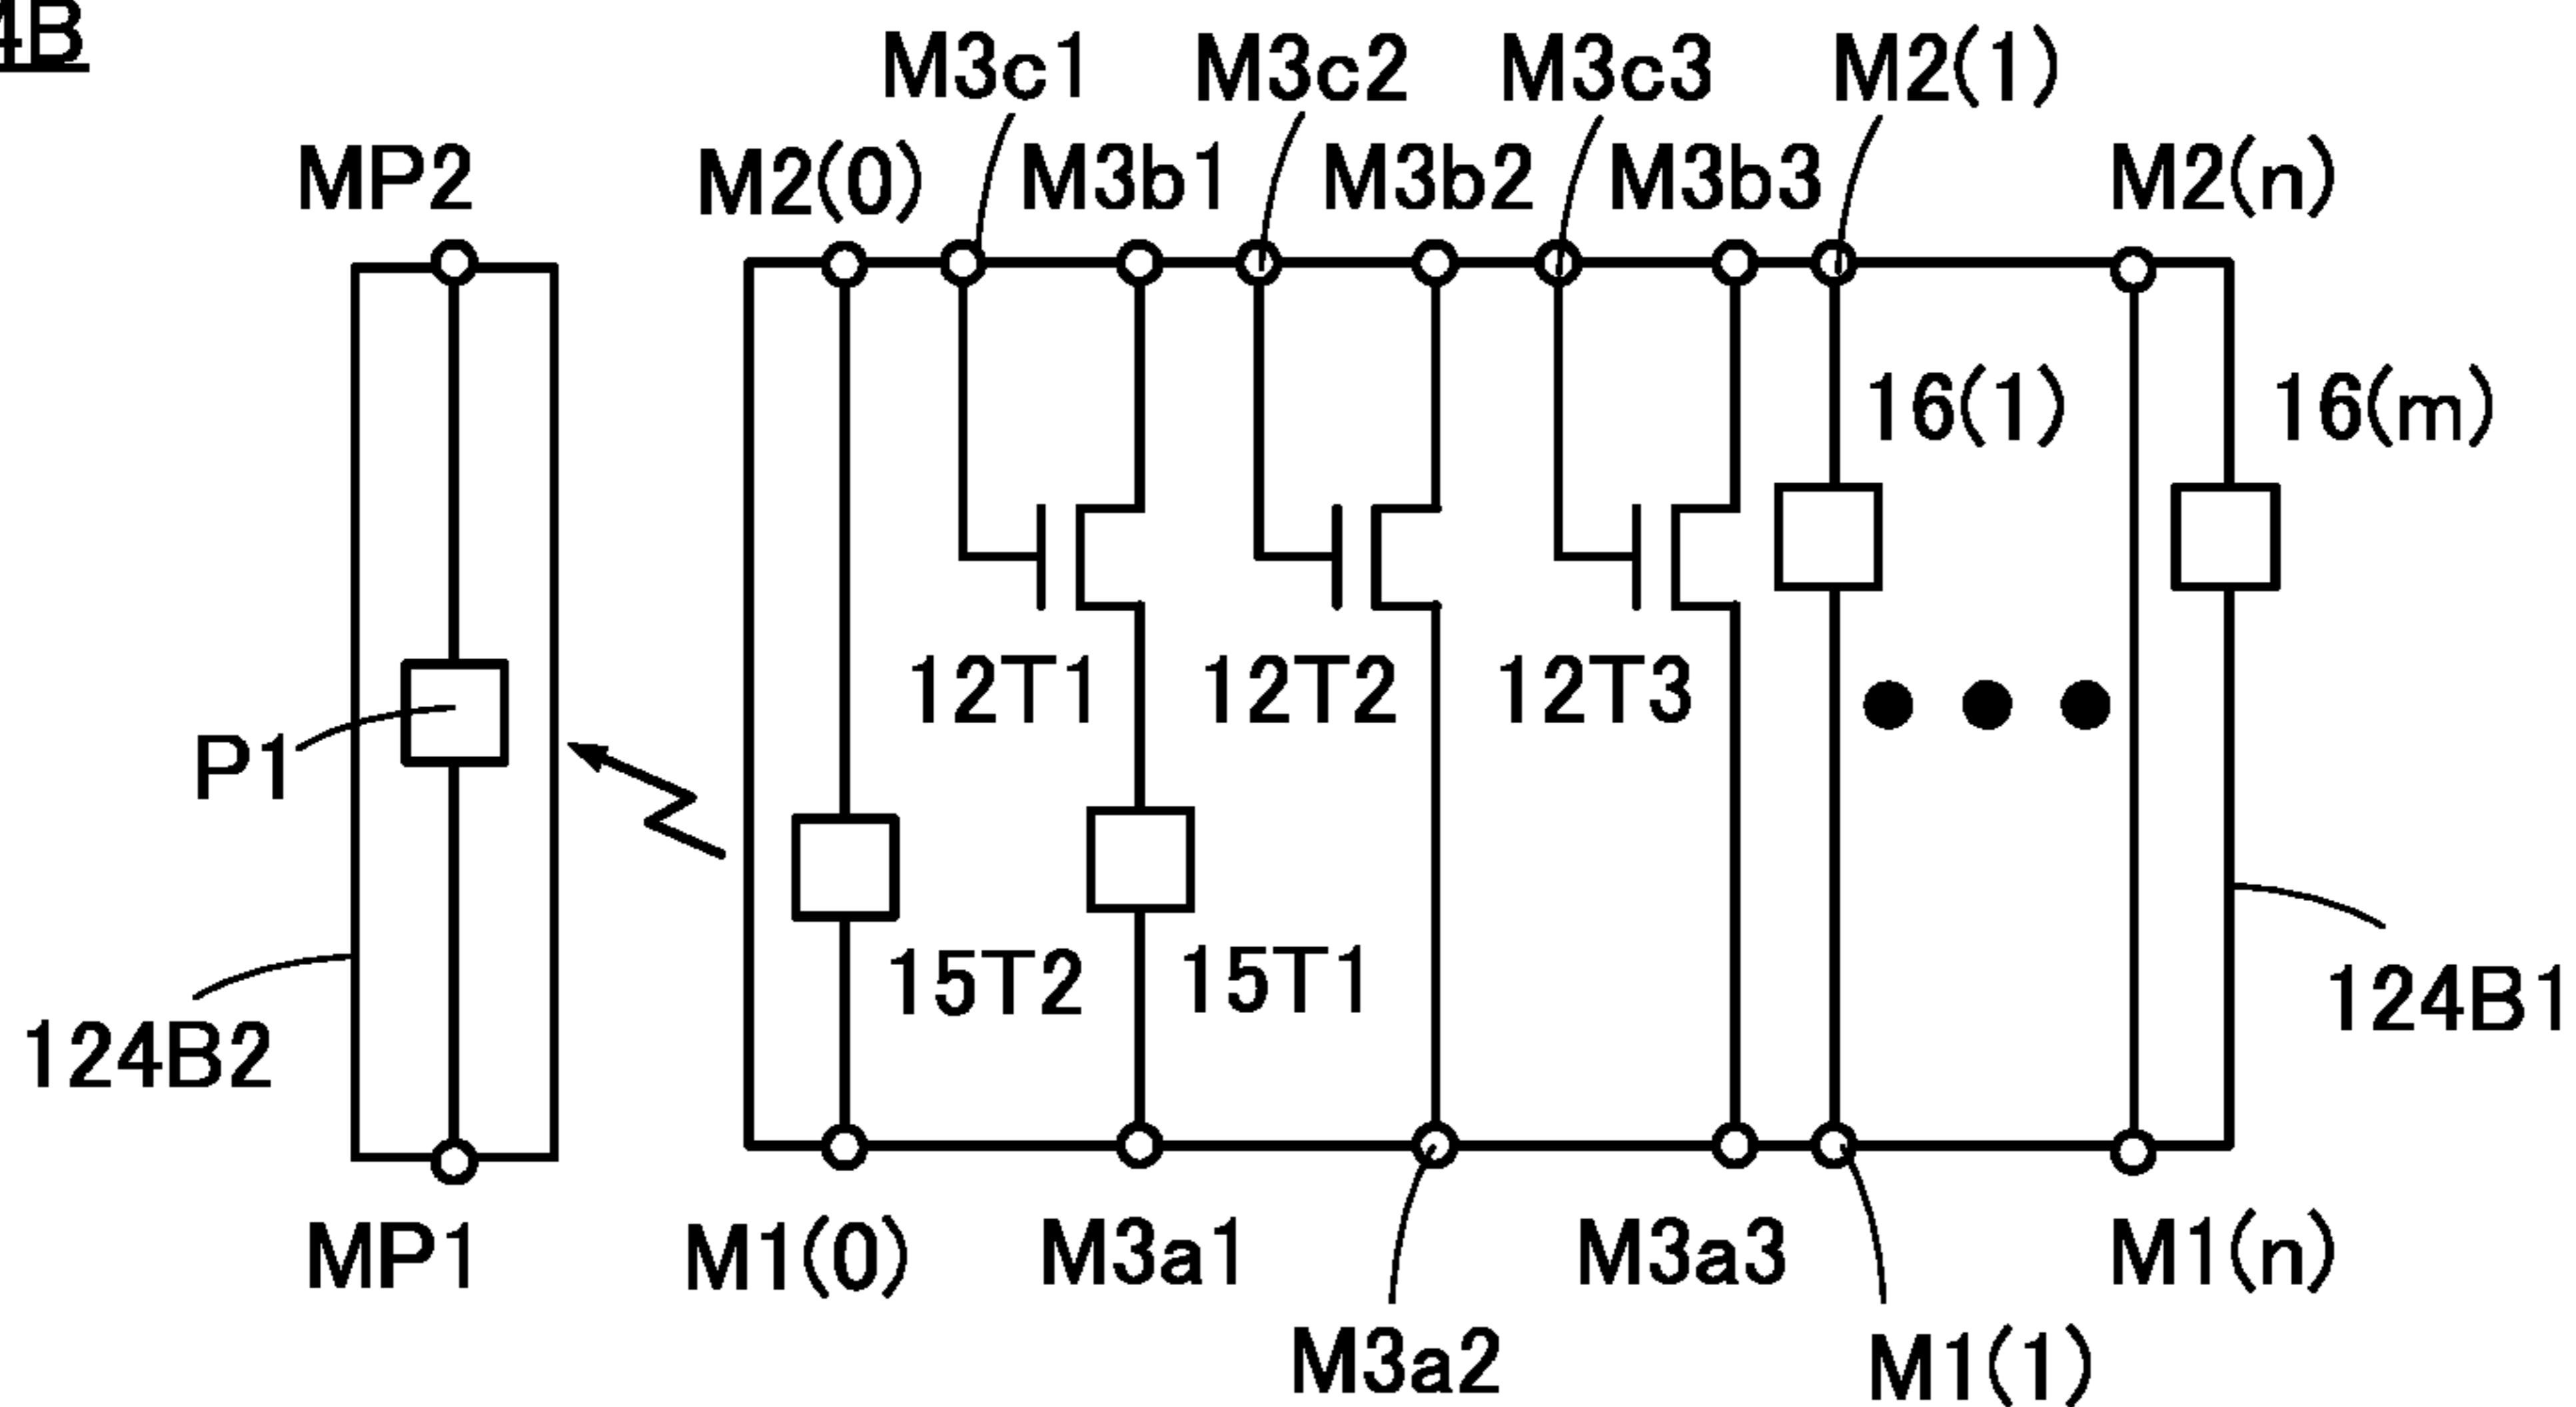 4B
M3c1 M3c2 M3c3 M2(1)
MP2 M2(0) M3b1 M3b2 M3b3 M2(n)
16(1) 16(m)
12T1 12T2 12T3
P1
15T2 15T1
124B2 124B1
MP1 M1(0) M3a1 M3a3 M1(n)
M3a2 M1(1)